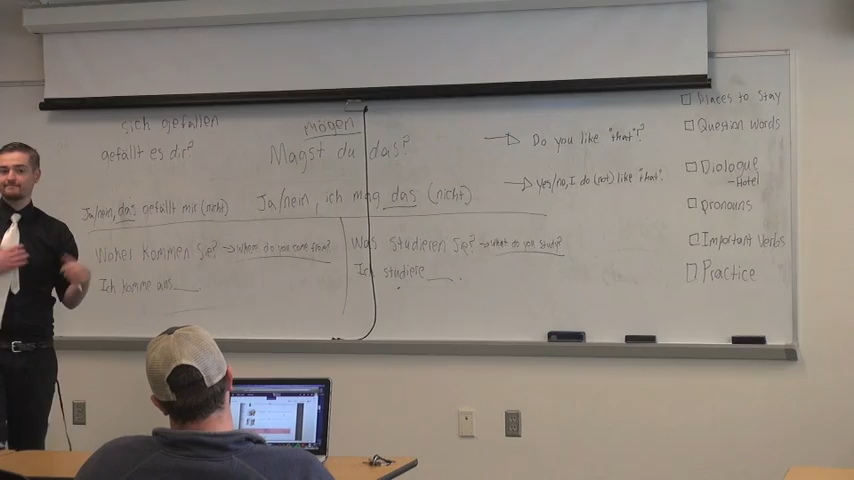 sich gefallen
gefällt es dir?
Ja/nein, das gefällt mir (nicht)
mögen
Magst du das?
Ja/nein, ich mag das (nicht)
→ Do you like "that"?
→ yes/no, I do (not) like "that".
Woher kommen Sie? → Where do you come from?
Ich komme aus ___.
Was studieren Sie? → What do you study?
Ich studiere ___.
□ Places to Stay
□ Question Words
□ Dialogue
- Hotel
□ pronouns
□ Important Verbs
□ Practice